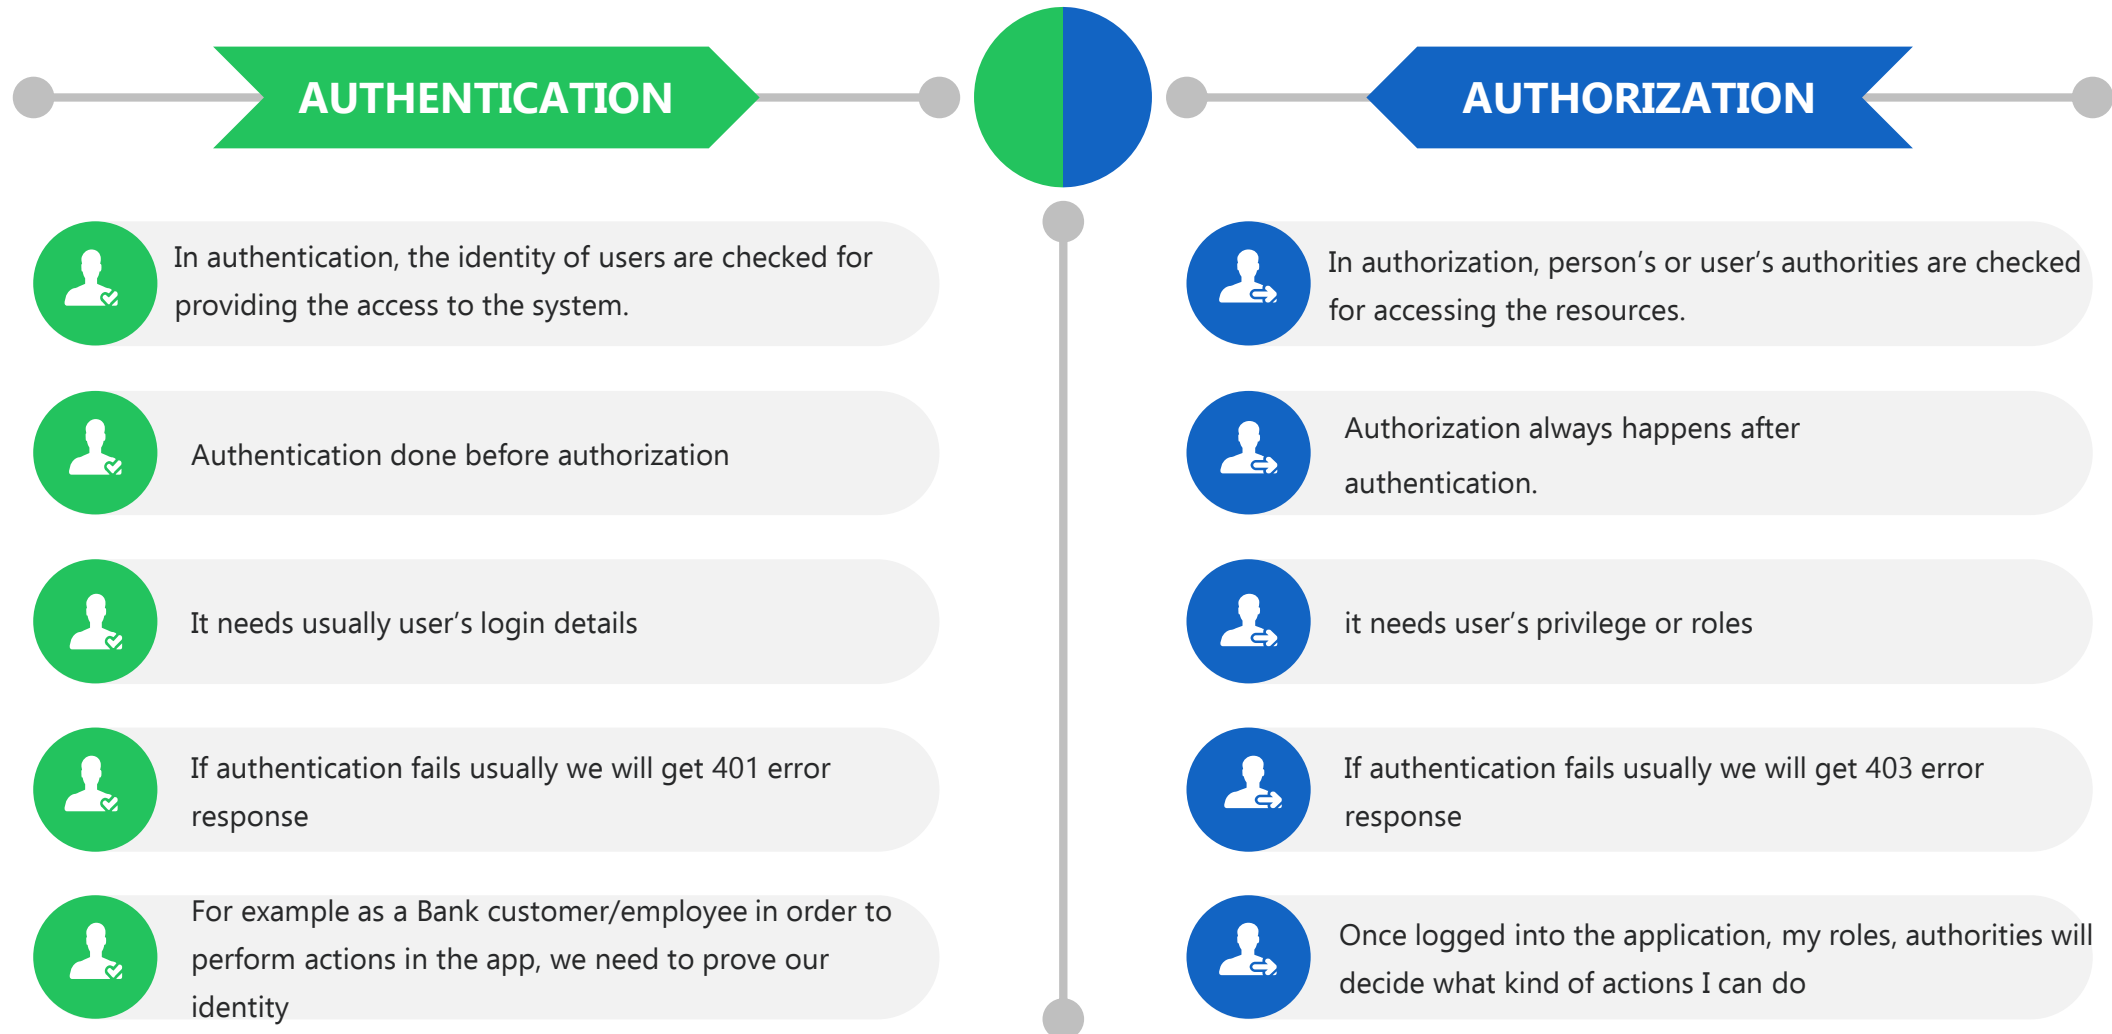 AUTHENTICATION
In authentication, the identity of users are checked for
providing the access to the system.
Authentication done before authorization
It needs usually user's login details
If authentication fails usually we will get 401 error
response
For example as a Bank customer/employee in order to
perform actions in the app, we need to prove our
identity
AUTHORIZATION
In authorization, person's or user's authorities are checked
for accessing the resources.
Authorization always happens after
authentication.
it needs user's privilege or roles
If authentication fails usually we will get 403 error
response
Once logged into the application, my roles, authorities will
decide what kind of actions I can do